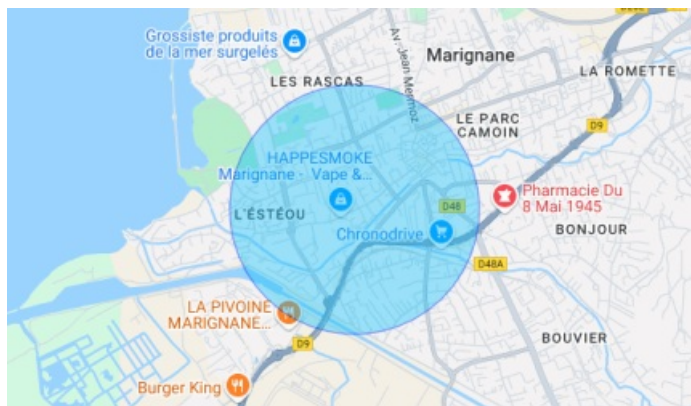 Grossiste produits
de la mer surgelés
Av. Jean Mermoz
Marignane
LES RASCAS
LA ROMETTE
LE PARC
CAMOIN
D9
HAPPESMOKE
Marignane - Vape &...
Pharmacie Du
8 Mai 1945
D48
L'ÉSTÉOU
Chronodrive
BONJOUR
D48A
LA PIVOINE
MARIGNANE...
BOUVIER
D9
Burger King